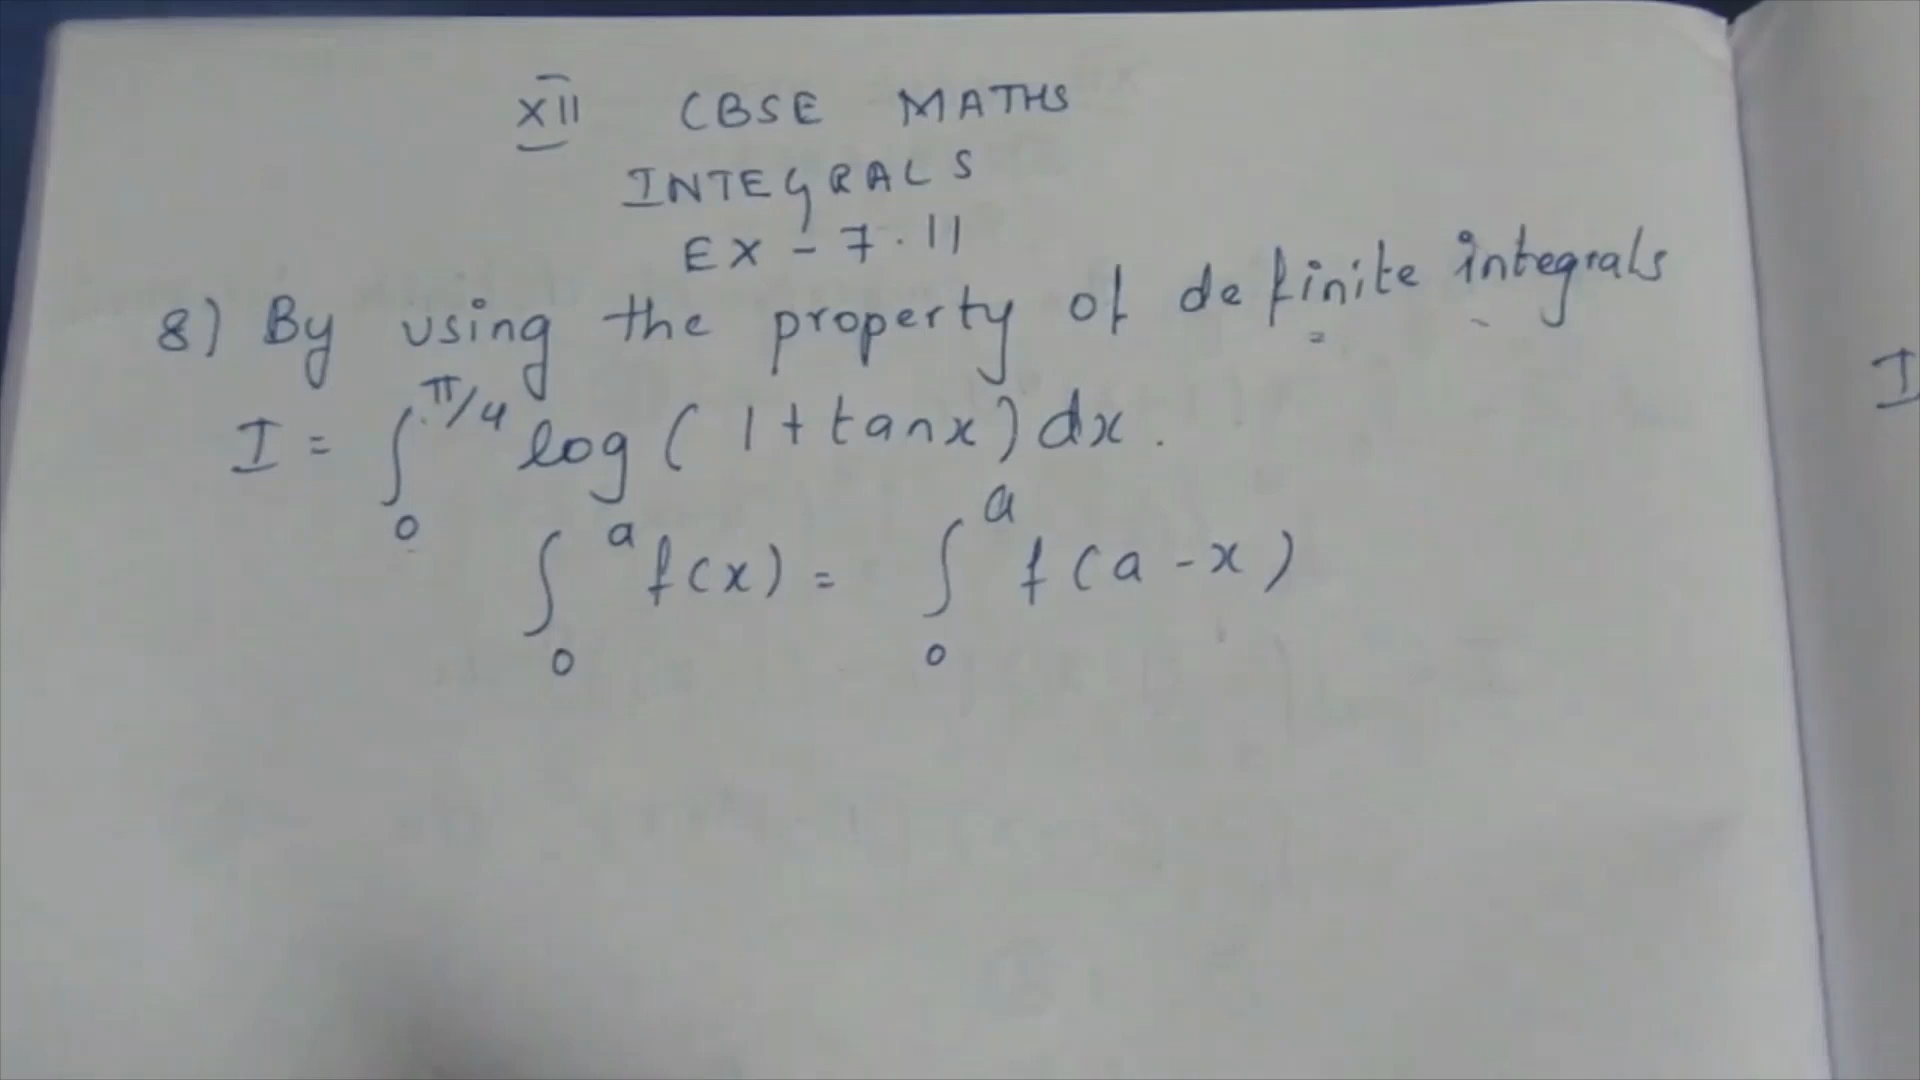 XII CBSE MATHS
INTEGRALS
EX - 7.11
8) By using the property of definite integrals
I = ∫₀^π/4 log(1+tanx)dx.
∫₀^a f(x) = ∫₀^a f(a-x)
I